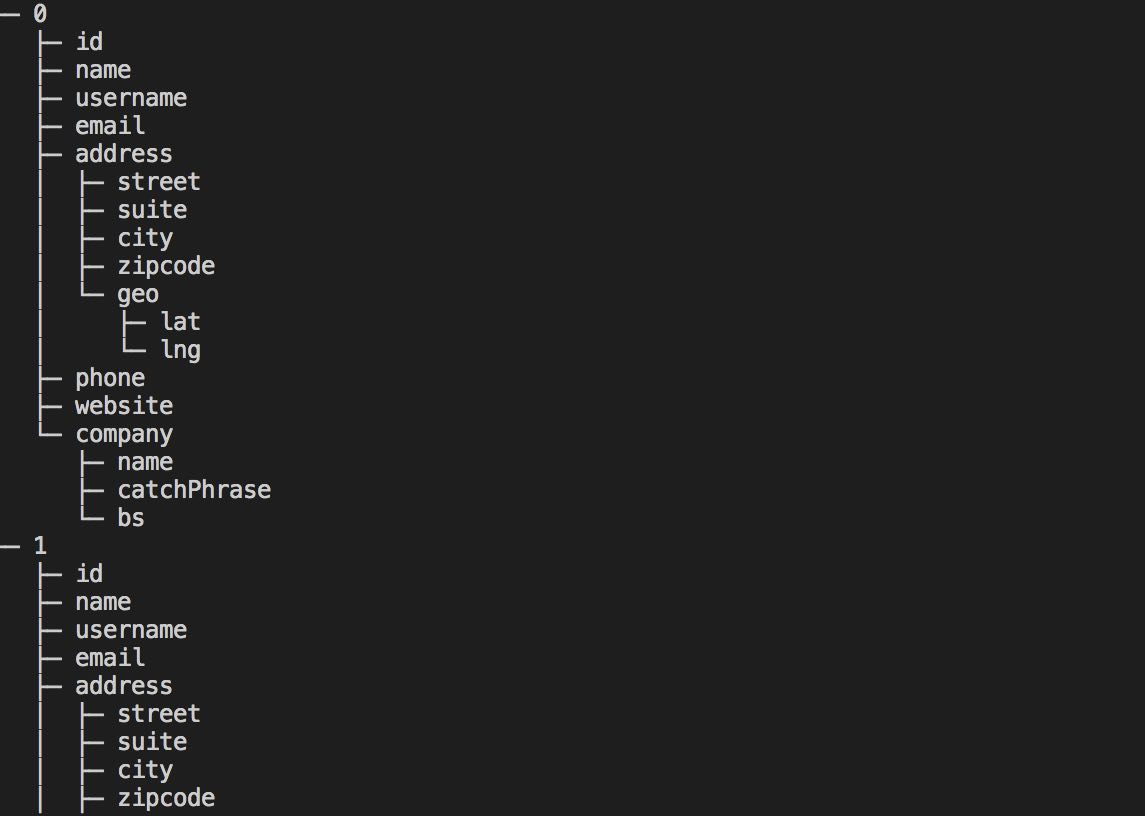 ─ 0
   ├─ id
   ├─ name
   ├─ username
   ├─ email
   ├─ address
   │  ├─ street
   │  ├─ suite
   │  ├─ city
   │  ├─ zipcode
   │  └─ geo
   │     ├─ lat
   │     └─ lng
   ├─ phone
   ├─ website
   └─ company
      ├─ name
      ├─ catchPhrase
      └─ bs
─ 1
   ├─ id
   ├─ name
   ├─ username
   ├─ email
   ├─ address
   │  ├─ street
   │  ├─ suite
   │  ├─ city
   │  ├─ zipcode